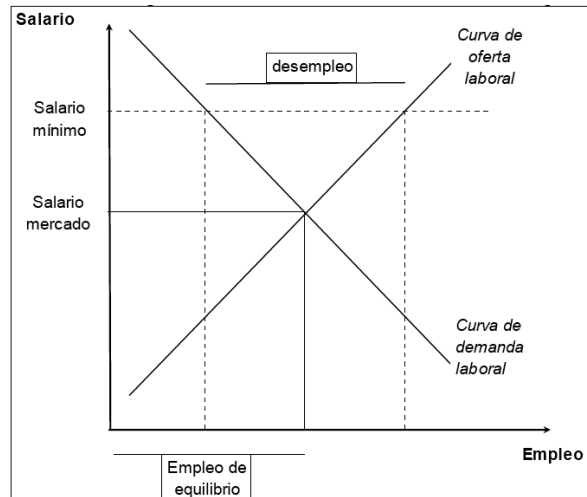 Salario
Curva de
oferta
laboral
desempleo
Salario
mínimo
Salario
mercado
Curva de
demanda
laboral
Empleo
Empleo de
equilibrio